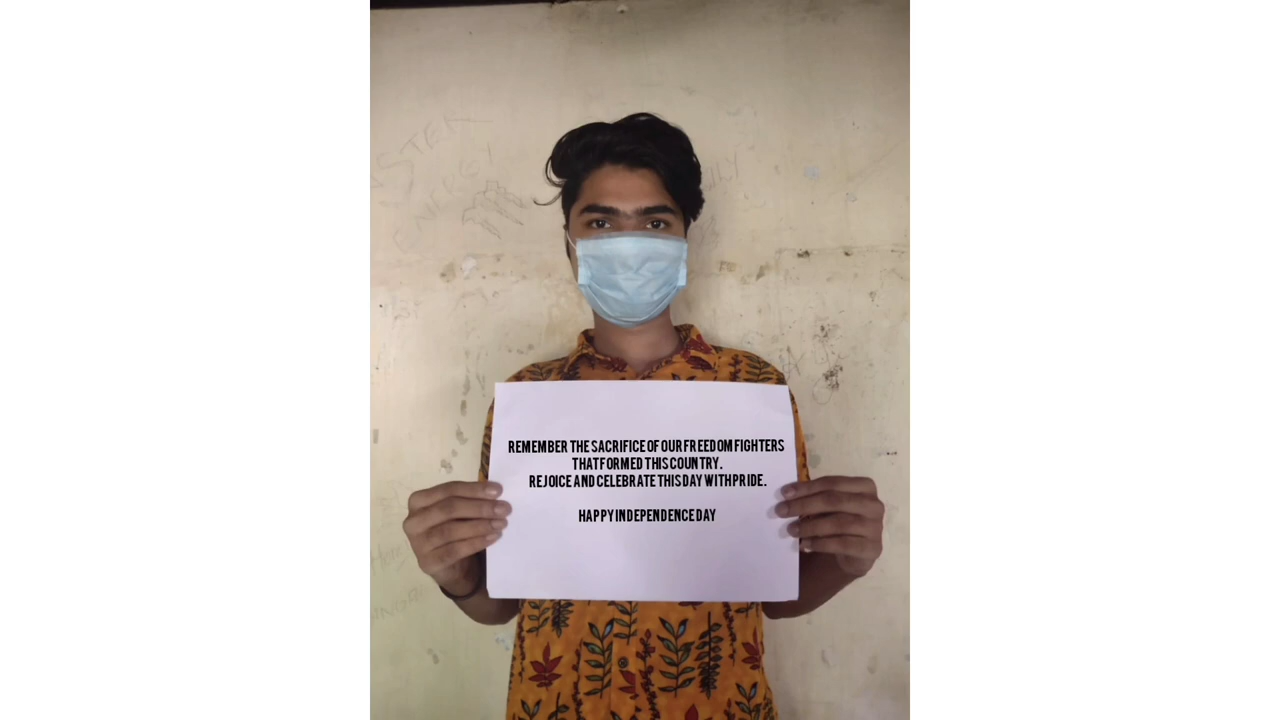 REMEMBER THE SACRIFICE OF OUR FREEDOM FIGHTERS
THAT FORMED THIS COUNTRY.
REJOICE AND CELEBRATE THIS DAY WITH PRIDE.
HAPPY INDEPENDENCE DAY